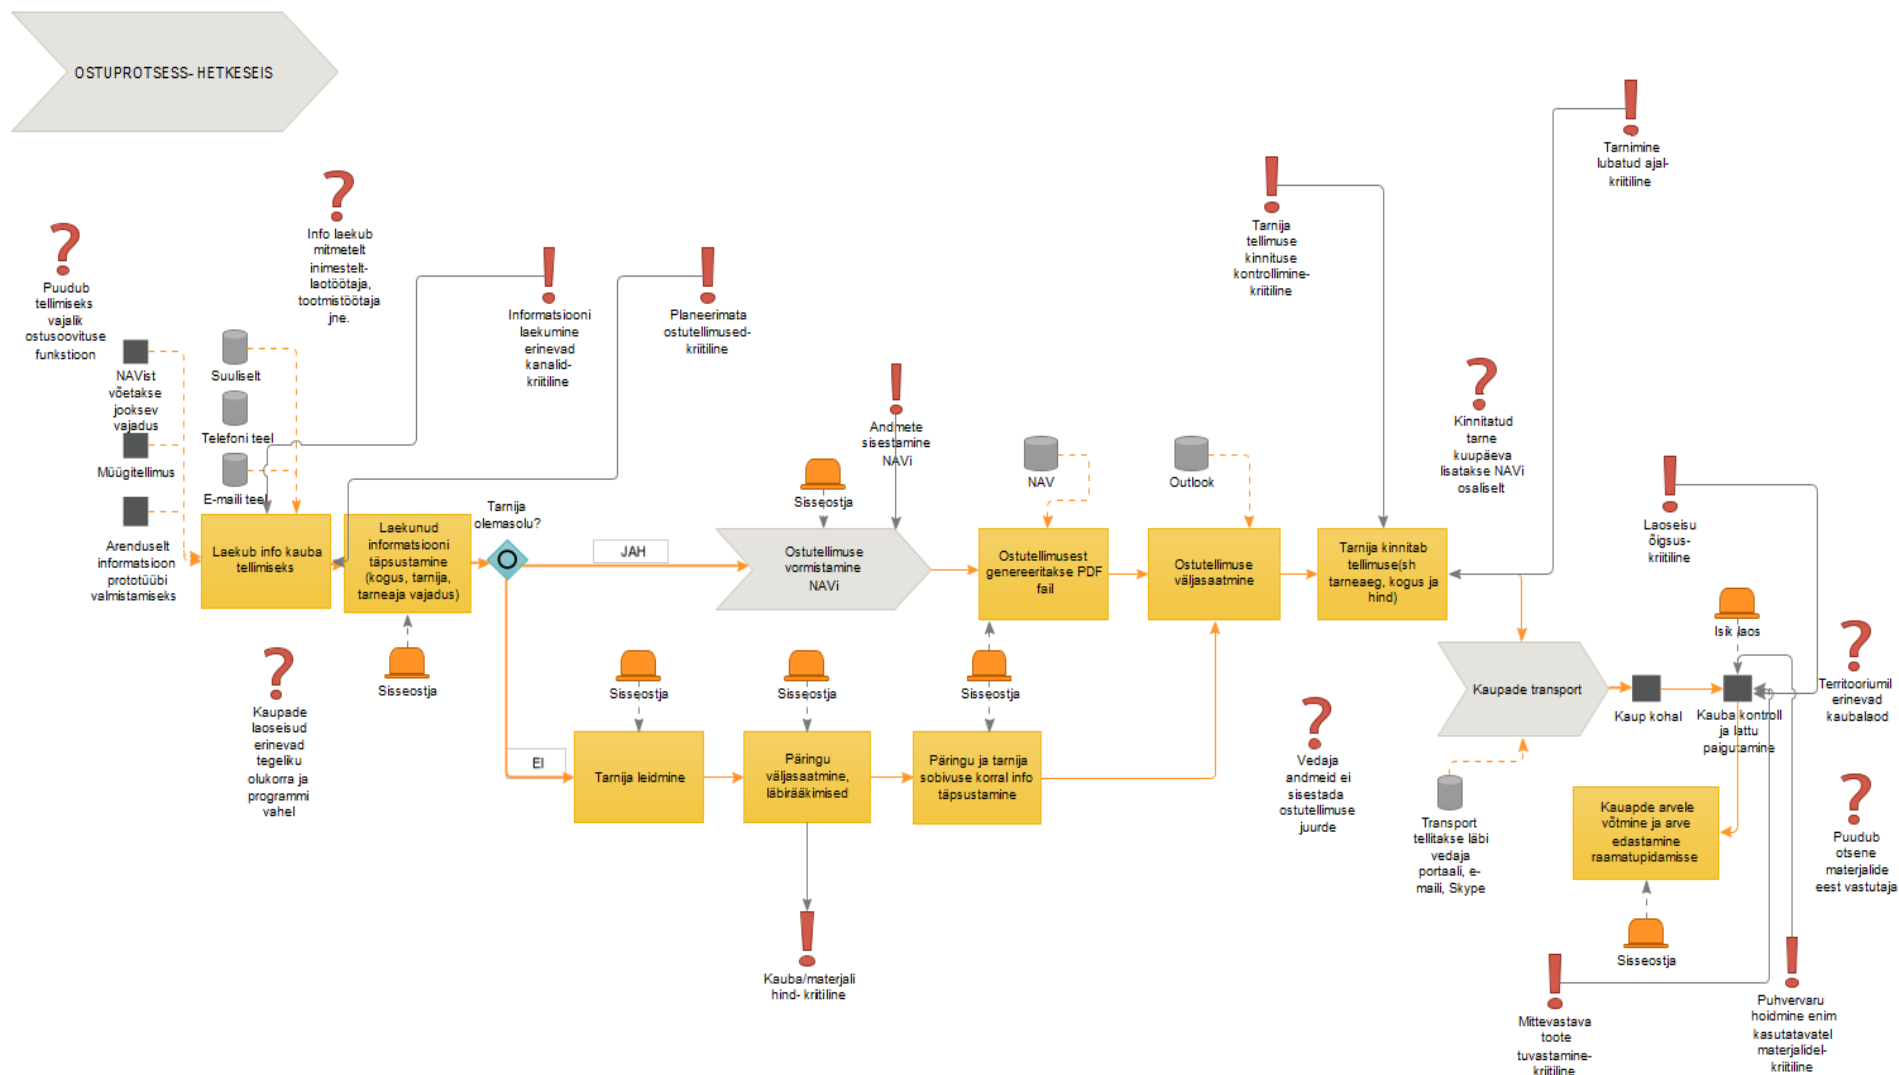 OSTUPROTSESS- HETKESEIS
Puudub
tellimiseks
vajalik
ostusoovituse
funkstioon
Info laekub
mitmetelt
inimestelt-
laotöötaja,
tootmistöötaja
jne.
Informatsiooni
laekumine
erinevad
kanalid-
kriitiline
Planeerimata
ostutellimused-
kriitiline
Tarnija
tellimuse
kinnituse
kontrollimine-
kriitiline
Tarnimine
lubatud ajal-
kriitiline
NAVist
võetakse
jooksev
vajadus
Müügitellimus
Arenduselt
informatsioon
prototüübi
valmistamiseks
Suuliselt
Telefoni teel
E-maili teel
Andmete
sisestamine
NAVi
Kinnitatud
tarne
kuupäeva
lisatakse NAVi
osaliselt
Laoseisu
õigsus-
kriitiline
Laekub info kauba
tellimiseks
Laekunud
informatsiooni
täpsustamine
(kogus, tarnija,
tarneaja vajadus)
Sisseostja
Tarnija
olemasolu?
JAH
EI
Sisseostja
Ostutellimuse
vormistamine
NAVi
NAV
Ostutellimusest
genereeritakse PDF
fail
Outlook
Ostutellimuse
väljasaatmine
Tarnija kinnitab
tellimuse(sh
tarneaeg, kogus ja
hind)
Kaupade
laoseisud
erinevad
tegeliku
olukorra ja
programmi
vahel
Sisseostja
Tarnija leidmine
Sisseostja
Päringu
väljasaatmine,
läbirääkimised
Sisseostja
Päringu ja tarnija
sobivuse korral info
täpsustamine
Kauba/materjali
hind- kritiline
Vedaja
andmeid ei
sisestada
ostutellimuse
juurde
Kaupade transport
Transport
tellitakse läbi
vedaja
portaali, e-
maili, Skype
Kaup kohal
Isik laos
Kauba kontroll
ja lattu
paigutamine
Territooriumil
erinevad
kaubalaod
Kauapde arvele
võtmine ja arve
edastamine
raamatupidamisse
Sisseostja
Puudub
otsene
materjalide
eest vastutaja
Mittevastava
toote
tuvastamine-
kriitiline
Puhvervaru
hoidmine enim
kasutatavatel
materjalidel-
kriitiline